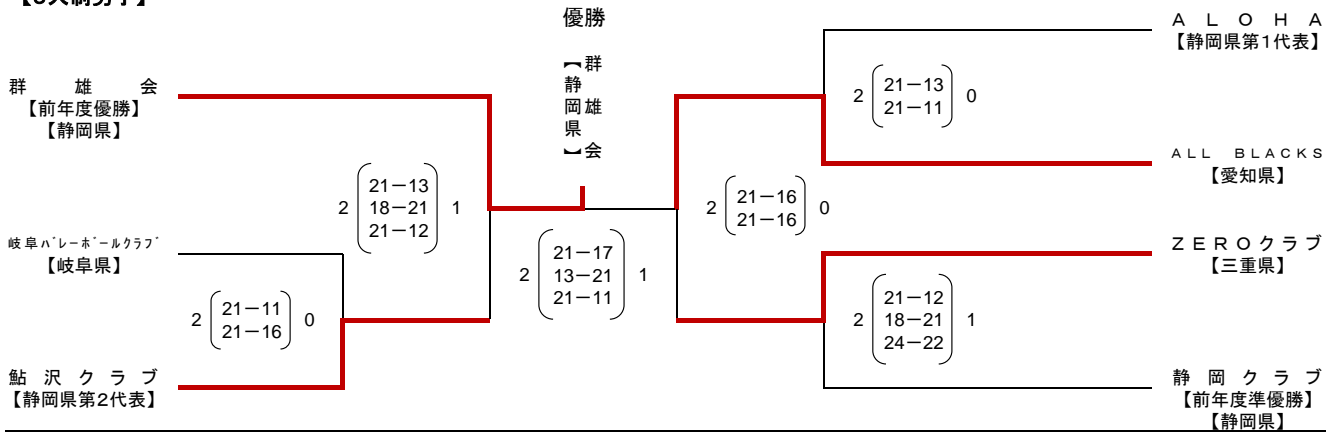 優勝
【静岡県】
群雄会
群雄会
【前年度優勝】
【静岡県】
2 21－13 1
18－21
21－12
岐阜ﾊﾞﾚｰﾎﾞｰﾙｸﾗﾌﾞ
【岐阜県】
2 21－11 0
21－16
鮎沢クラブ
【静岡県第2代表】
2 21－17 1
13－21
21－11
ＡＬＯＨＡ
【静岡県第1代表】
2 21－13 0
21－11
ＡＬＬ ＢＬＡＣＫＳ
【愛知県】
2 21－16 0
21－16
ＺＥＲＯクラブ
【三重県】
2 21－12 1
18－21
24－22
静岡クラブ
【前年度準優勝】
【静岡県】